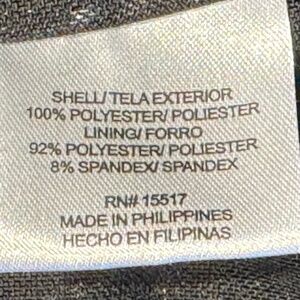 SHELL/ TELA EXTERIOR
100% POLYESTER/ POLIESTER
LINING/ FORRO
92% POLYESTER/ POLIESTER
8% SPANDEX/ SPANDEX
RN# 15517
MADE IN PHILIPPINES
HECHO EN FILIPINAS